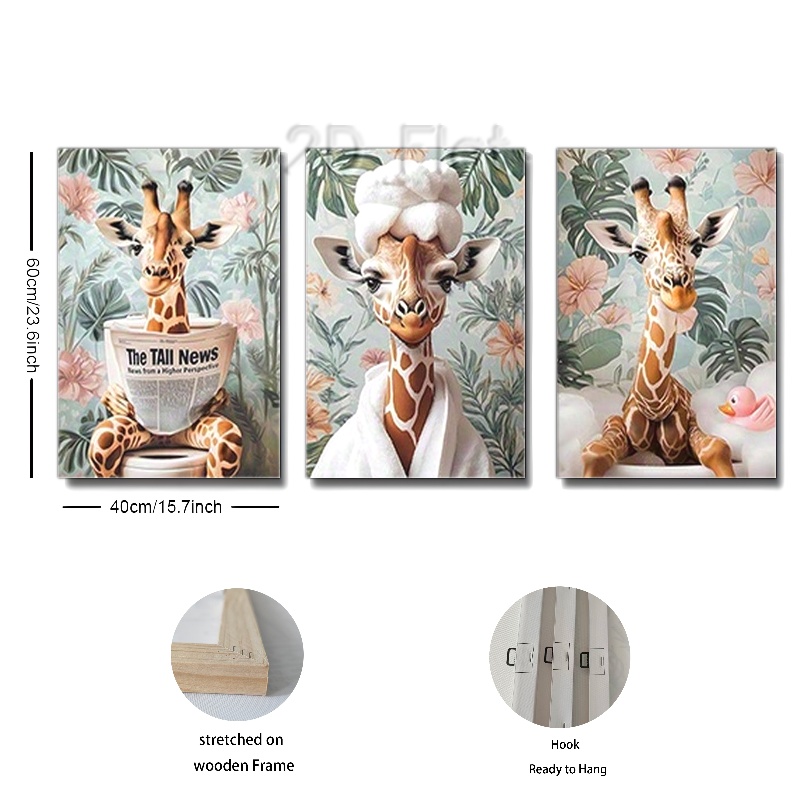 2D_Flat
60cm/23.6inch
The TAll News
News from a Higher Perspective
40cm/15.7inch
stretched on
wooden Frame
Hook
Ready to Hang